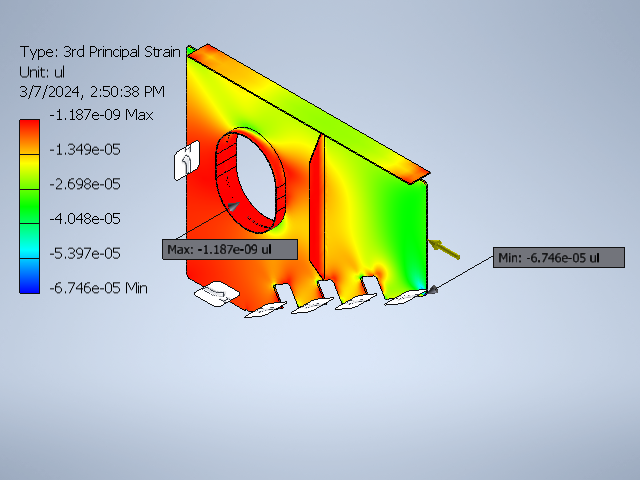 Type: 3rd Principal Strain
Unit: ul
3/7/2024, 2:50:38 PM
-1.187e-09 Max
-1.349e-05
-2.698e-05
-4.048e-05
-5.397e-05
-6.746e-05 Min
Max: -1.187e-09 ul
Min: -6.746e-05 ul